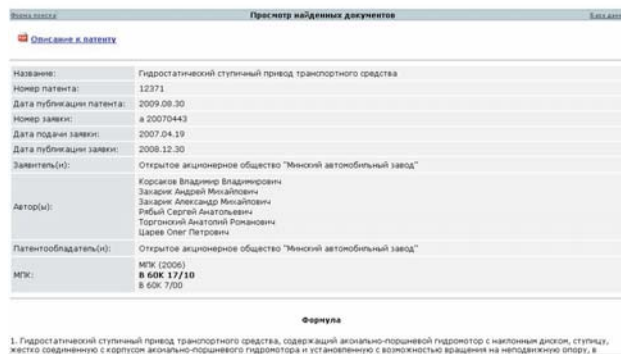 Форма поиска Просмотр найденных документов
Описание к патенту
Название: Гидростатический ступичный привод транспортного средства
Номер патента: 12371
Дата публикации патента: 2009.08.30
Номер заявки: a 20070443
Дата подачи заявки: 2007.04.19
Дата публикации заявки: 2008.12.30
Заявитель(и): Открытое акционерное общество "Минский автомобильный завод"
Автор(ы):
Корсаков Владимир Владимирович
Захарик Андрей Михайлович
Захарик Александр Михайлович
Рябый Сергей Анатольевич
Торгонский Анатолий Романович
Царев Олег Петрович
Патентообладатель(и): Открытое акционерное общество "Минский автомобильный завод"
МПК:
МПК (2006)
B 60K 17/10
B 60K 7/00
Формула
1. Гидростатический ступичный привод транспортного средства, содержащий аксиально-поршневой гидромотор с наклонным диском, ступицу,
жестко соединенную с корпусом аксиально-поршневого гидромотора и установленную с возможностью вращения на неподвижную опору, в